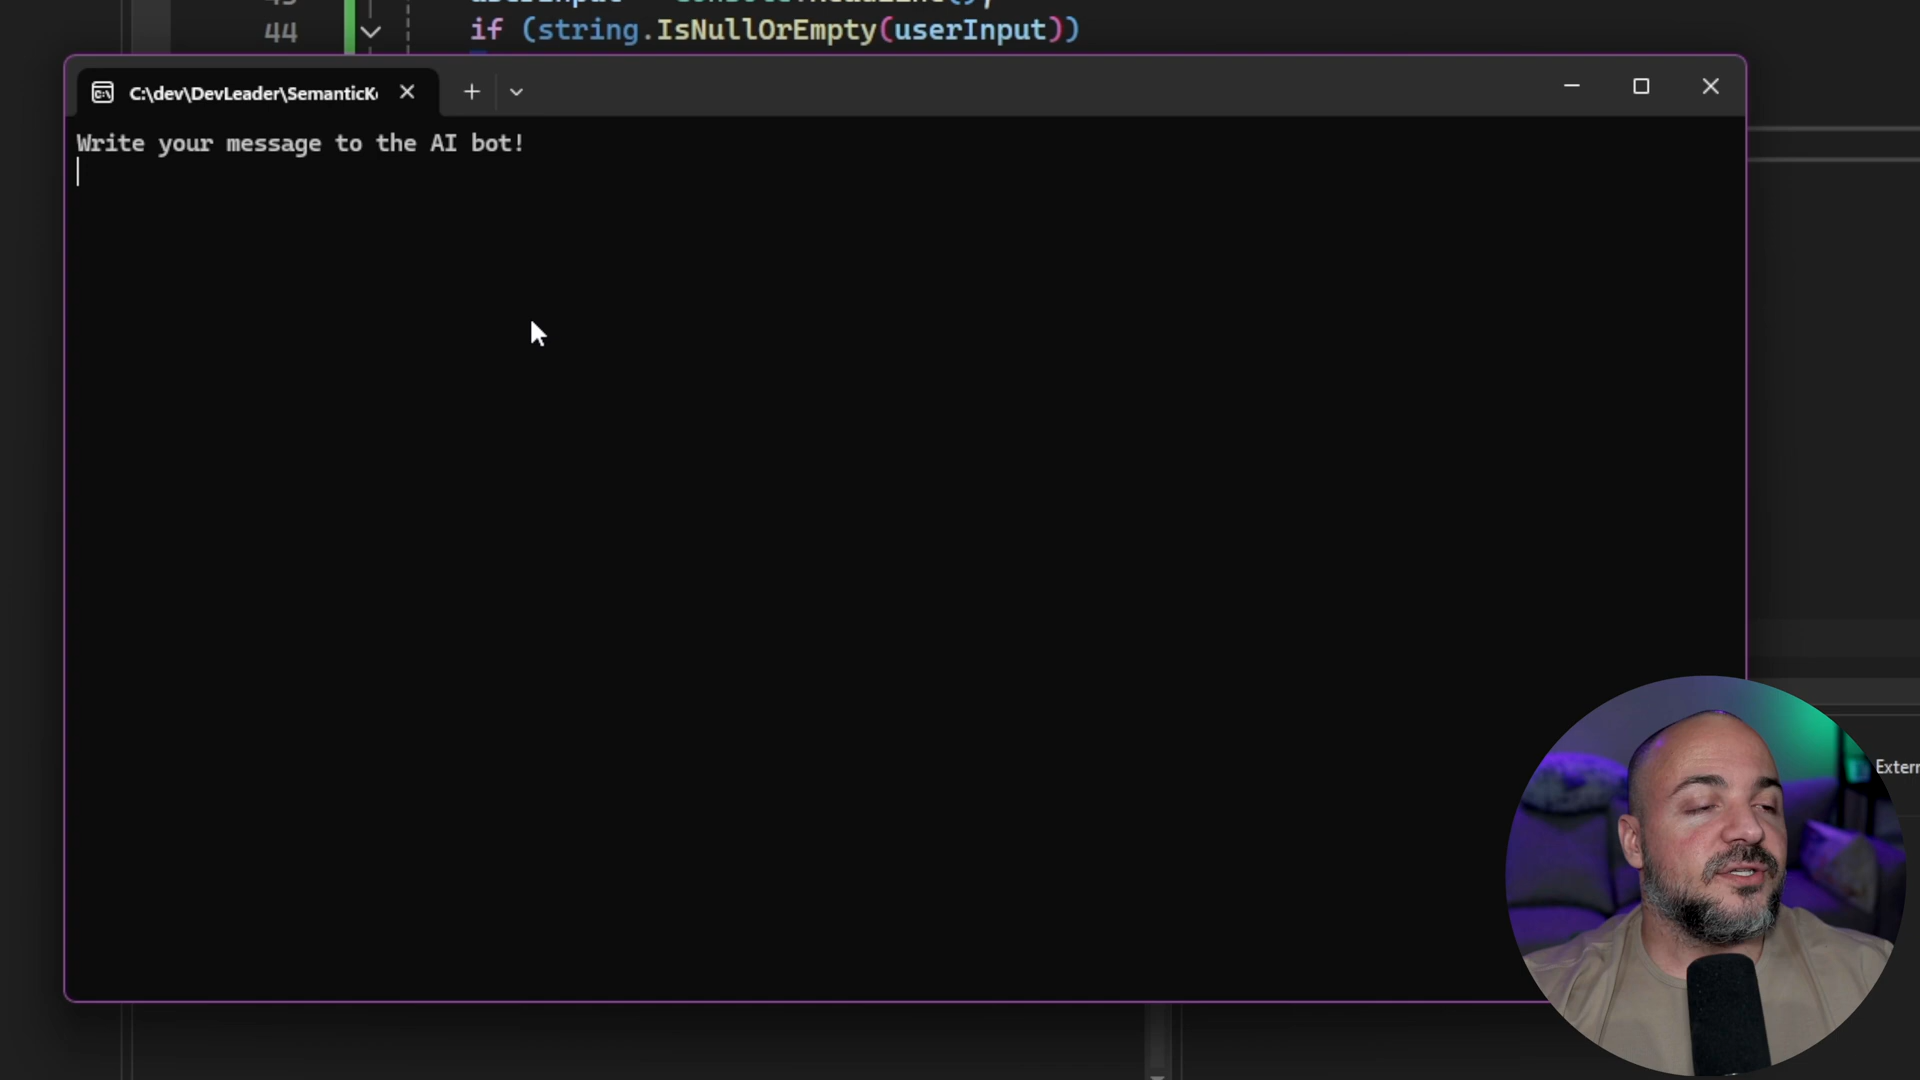 44
if (string.IsNullOrEmpty(userInput))
C:\dev\DevLeader\SemanticK
Write your message to the AI bot!
Extern